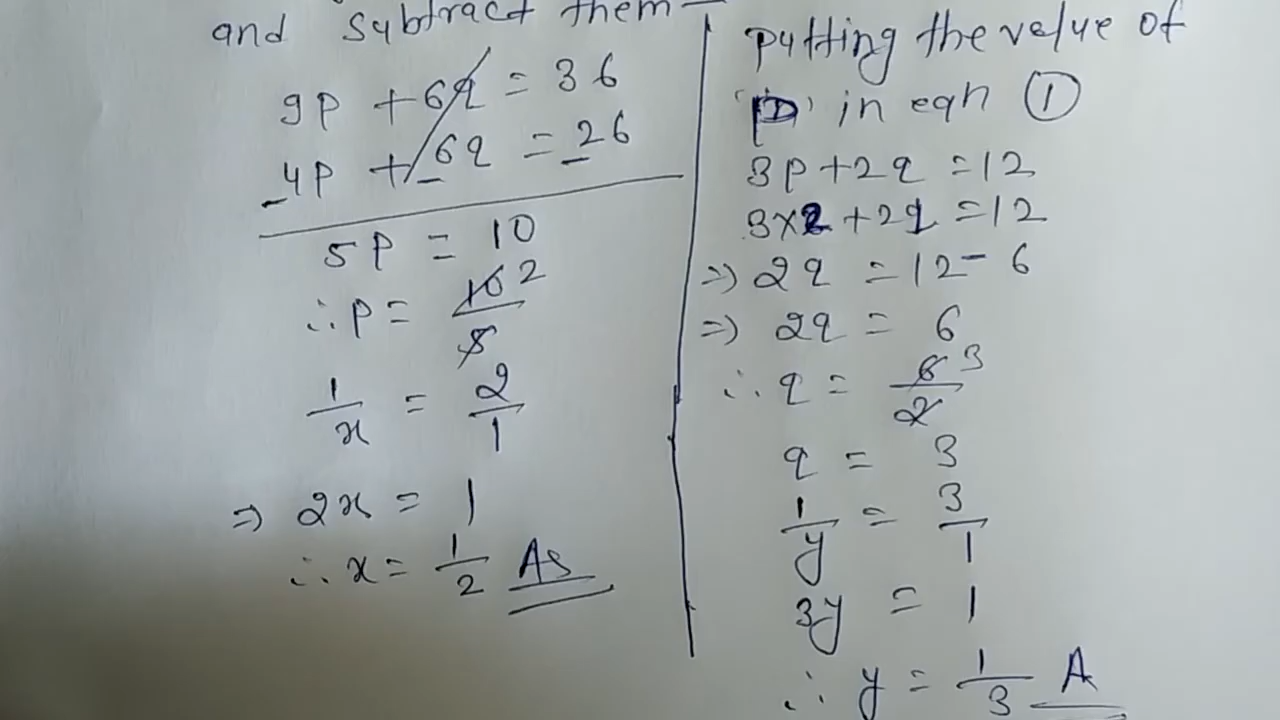 and subtract them
9p + 6q = 36
-4p + -6q = -26
5p = 10
∴ p = 10/5 2
1/x = 2/1
⇒ 2x = 1
∴ x = 1/2 As
putting the value of
'p' in eqn ①
3p + 2q = 12
3×2 + 2q = 12
⇒ 2q = 12 - 6
⇒ 2q = 6
∴ q = 6/2 3
q = 3
1/y = 3/1
3y = 1
∴ y = 1/3 A